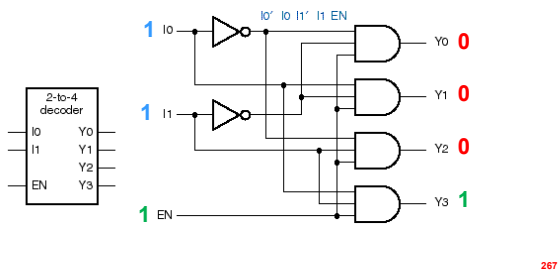 I0' I0 I1' I1 EN
1 I0 Y0 0
2-to-4
decoder
I0 Y0
I1 Y1
Y2
EN Y3
Y1 0
1 I1
Y2 0
Y3 1
1 EN
267